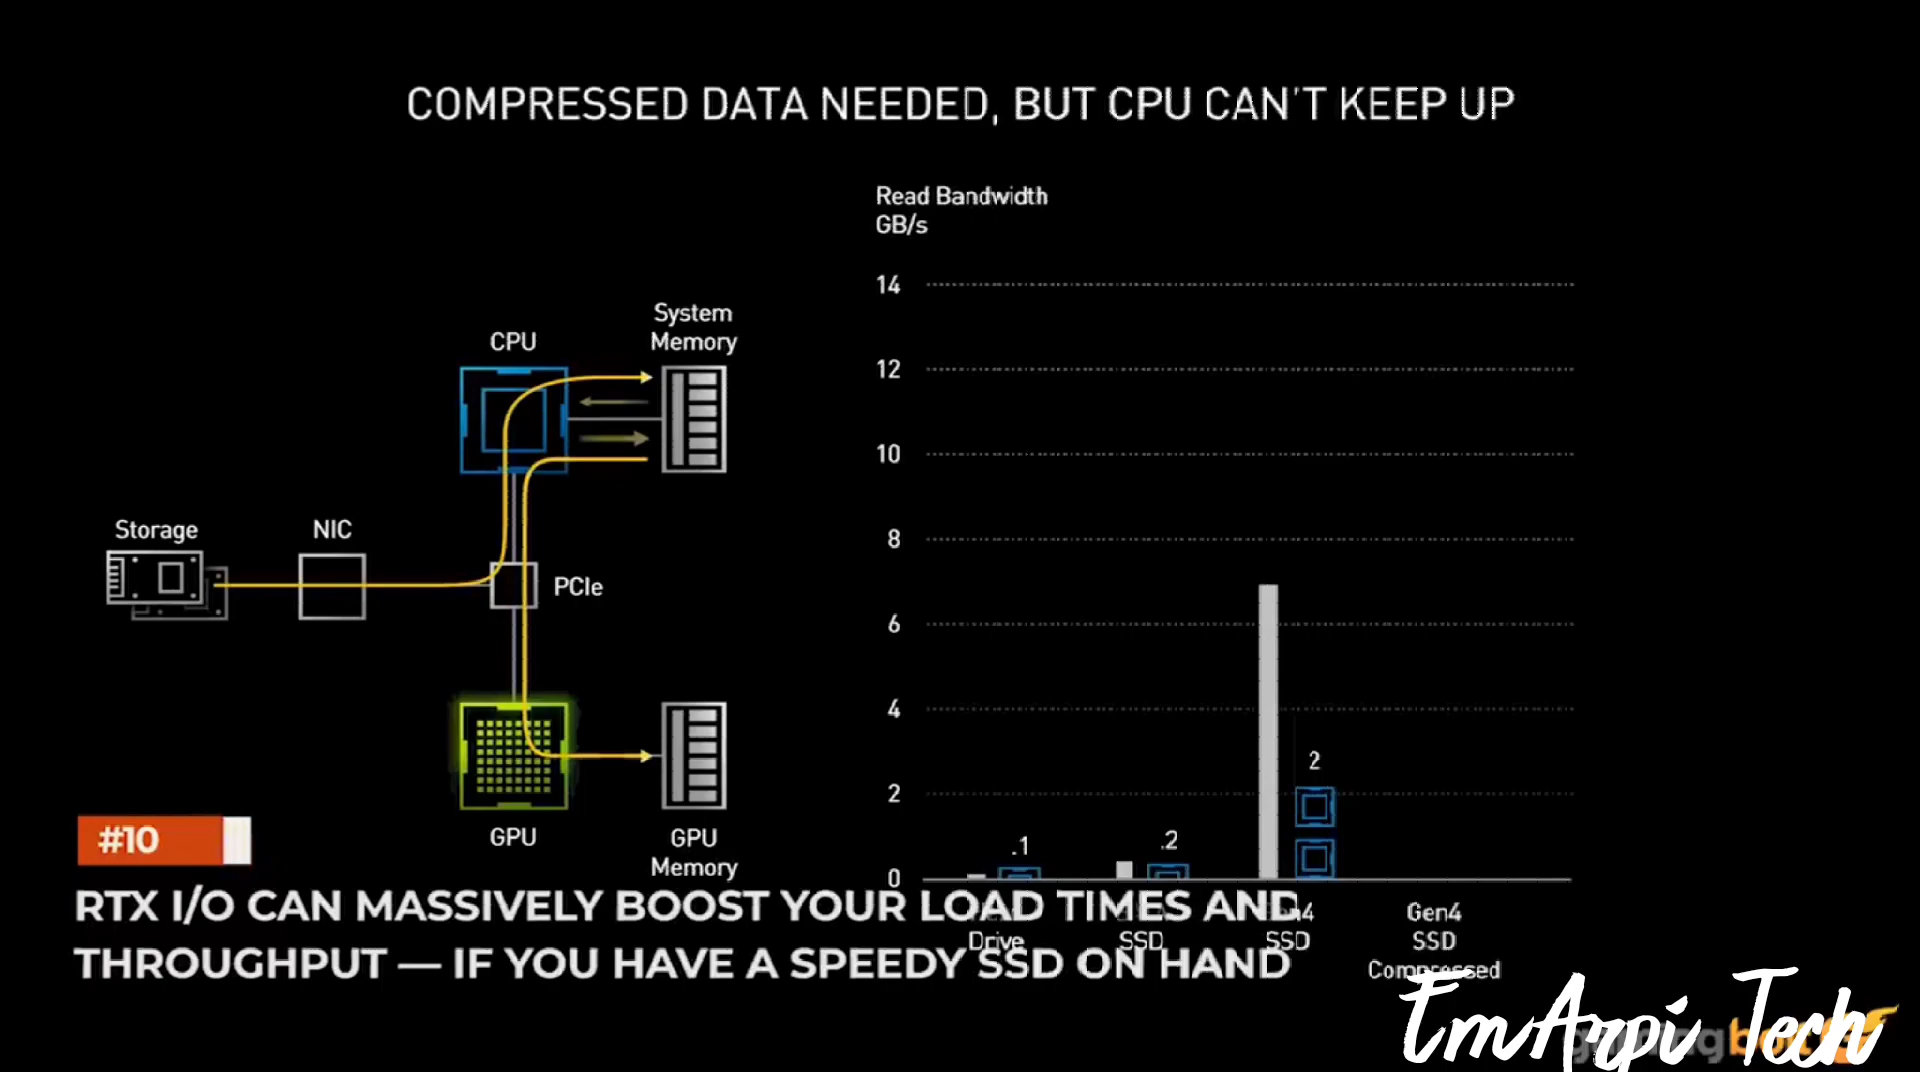 COMPRESSED DATA NEEDED, BUT CPU CAN'T KEEP UP
Read Bandwidth
GB/s
14
12
10
8
6
4
2
0
System
Memory
CPU
Storage
NIC
PCIe
GPU
GPU
Memory
.1
.2
2
Drive
SSD
Gen4
SSD
Gen4
SSD
Compressed
#10
RTX I/O CAN MASSIVELY BOOST YOUR LOAD TIMES AND
THROUGHPUT — IF YOU HAVE A SPEEDY SSD ON HAND
EmArpi Tech